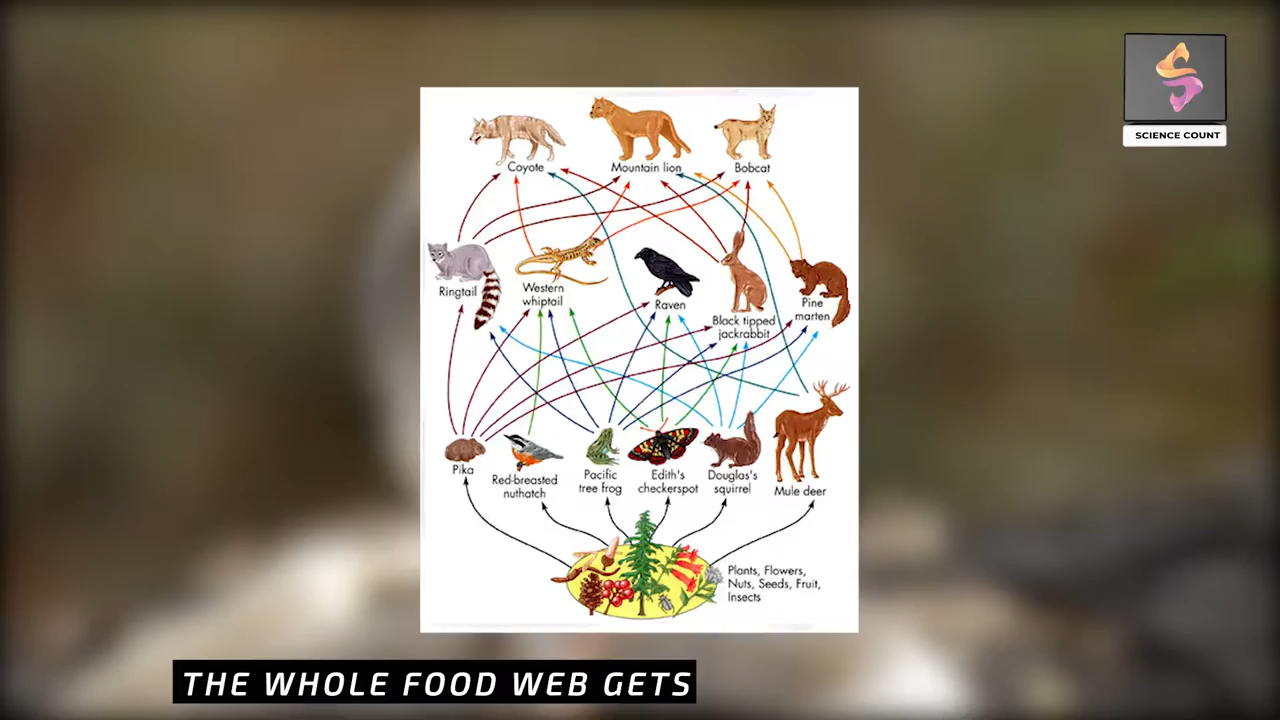 SCIENCE COUNT
Coyote
Mountain lion
Bobcat
Ringtail
Western
whiptail
Raven
Black tipped
jackrabbit
Pine
marten
Pika
Red-breasted
nuthatch
Pacific
tree frog
Edith's
checkerspot
Douglas's
squirrel
Mule deer
Plants, Flowers,
Nuts, Seeds, Fruit,
Insects
THE WHOLE FOOD WEB GETS